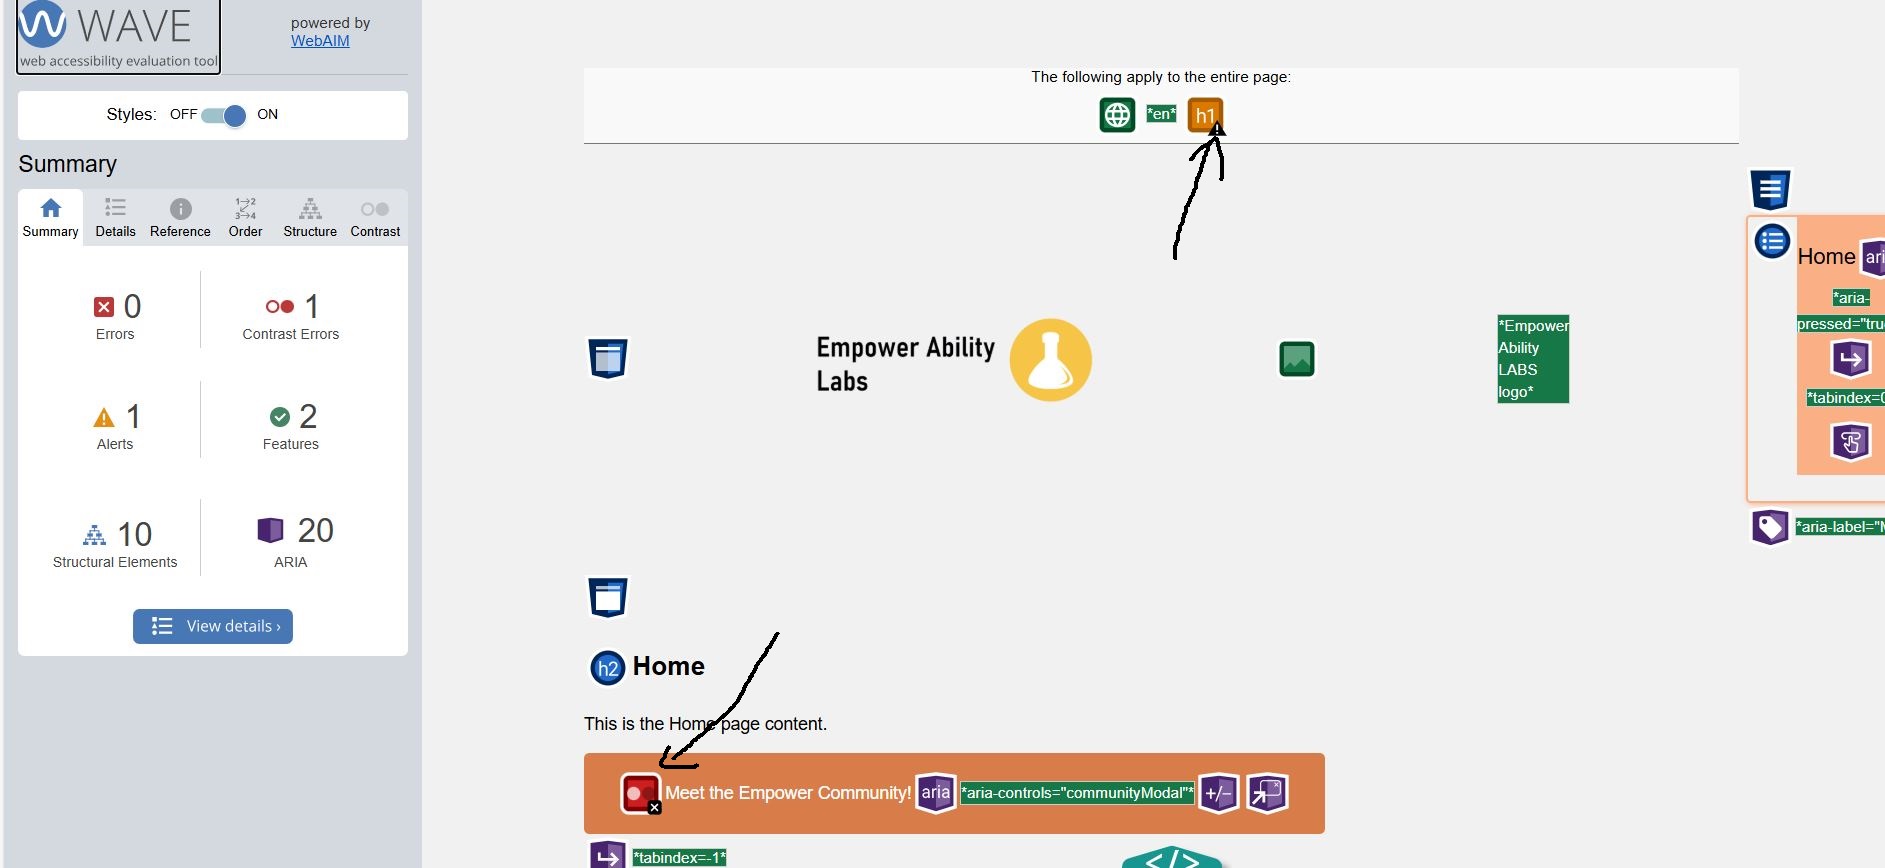 WAVE
web accessibility evaluation tool
powered by
WebAIM
Styles: OFF ON
Summary
Summary Details Reference Order Structure Contrast
0
Errors
1
Contrast Errors
1
Alerts
2
Features
10
Structural Elements
20
ARIA
View details ›
The following apply to the entire page:
*en* h1
Empower Ability
Labs
*Empower
Ability
LABS
logo*
Home ari
*aria-
pressed="tru
*tabindex=0
*aria-label="M
h2 Home
This is the Home page content.
Meet the Empower Community! aria *aria-controls="communityModal"* +/-
*tabindex=-1* </>